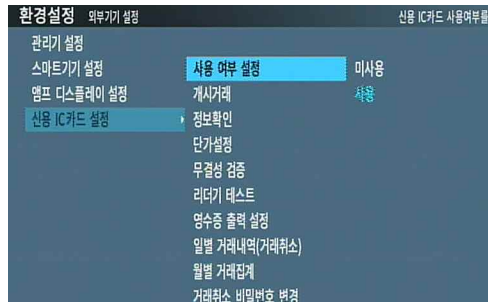 환경설정 외부기기 설정 신용 IC카드 사용여부를
관리기 설정
스마트기기 설정 사용 여부 설정 미사용
앰프 디스플레이 설정 개시거래 사용
신용 IC카드 설정 정보확인
단가설정
무결성 검증
리더기 테스트
영수증 출력 설정
일별 거래내역(거래취소)
월별 거래집계
거래취소 비밀번호 변경